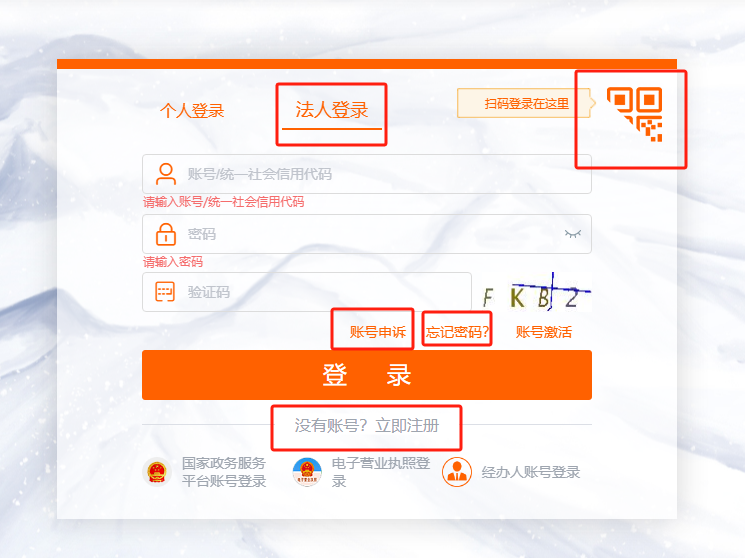 个人登录
法人登录
扫码登录在这里
账号/统一社会信用代码
请输入账号/统一社会信用代码
密码
请输入密码
验证码
F K B Z
账号申诉
忘记密码?
账号激活
登 录
没有账号？立即注册
国家政务服务
平台账号登录
电子营业执照登
录
经办人账号登录